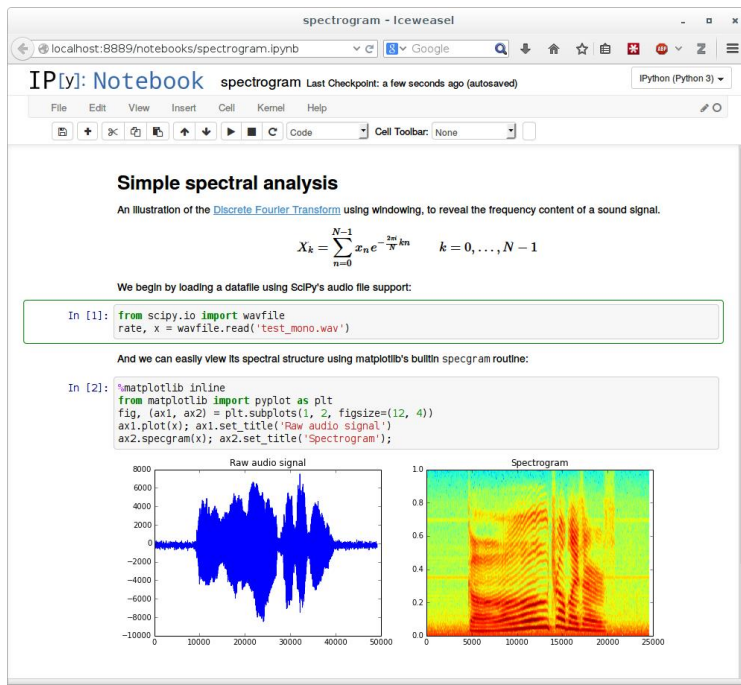 spectrogram - Iceweasel
localhost:8889/notebooks/spectrogram.ipynb
Google
IP[y]: Notebook
spectrogram Last Checkpoint: a few seconds ago (autosaved)
IPython (Python 3)
File Edit View Insert Cell Kernel Help
Code
Cell Toolbar: None
Simple spectral analysis
An illustration of the Discrete Fourier Transform using windowing, to reveal the frequency content of a sound signal.
X_k = \sum_{n=0}^{N-1} x_n e^{-\frac{2\pi i}{N} kn} k = 0, . . . , N − 1
We begin by loading a datafile using SciPy's audio file support:
In [1]: from scipy.io import wavfile
rate, x = wavfile.read('test_mono.wav')
And we can easily view its spectral structure using matplotlib's builtin specgram routine:
In [2]: %matplotlib inline
from matplotlib import pyplot as plt
fig, (ax1, ax2) = plt.subplots(1, 2, figsize=(12, 4))
ax1.plot(x); ax1.set_title('Raw audio signal')
ax2.specgram(x); ax2.set_title('Spectrogram');
Raw audio signal
8000
6000
4000
2000
0
−2000
−4000
−6000
−8000
−10000
0 10000 20000 30000 40000 50000
Spectrogram
1.0
0.8
0.6
0.4
0.2
0.0
0 5000 10000 15000 20000 25000